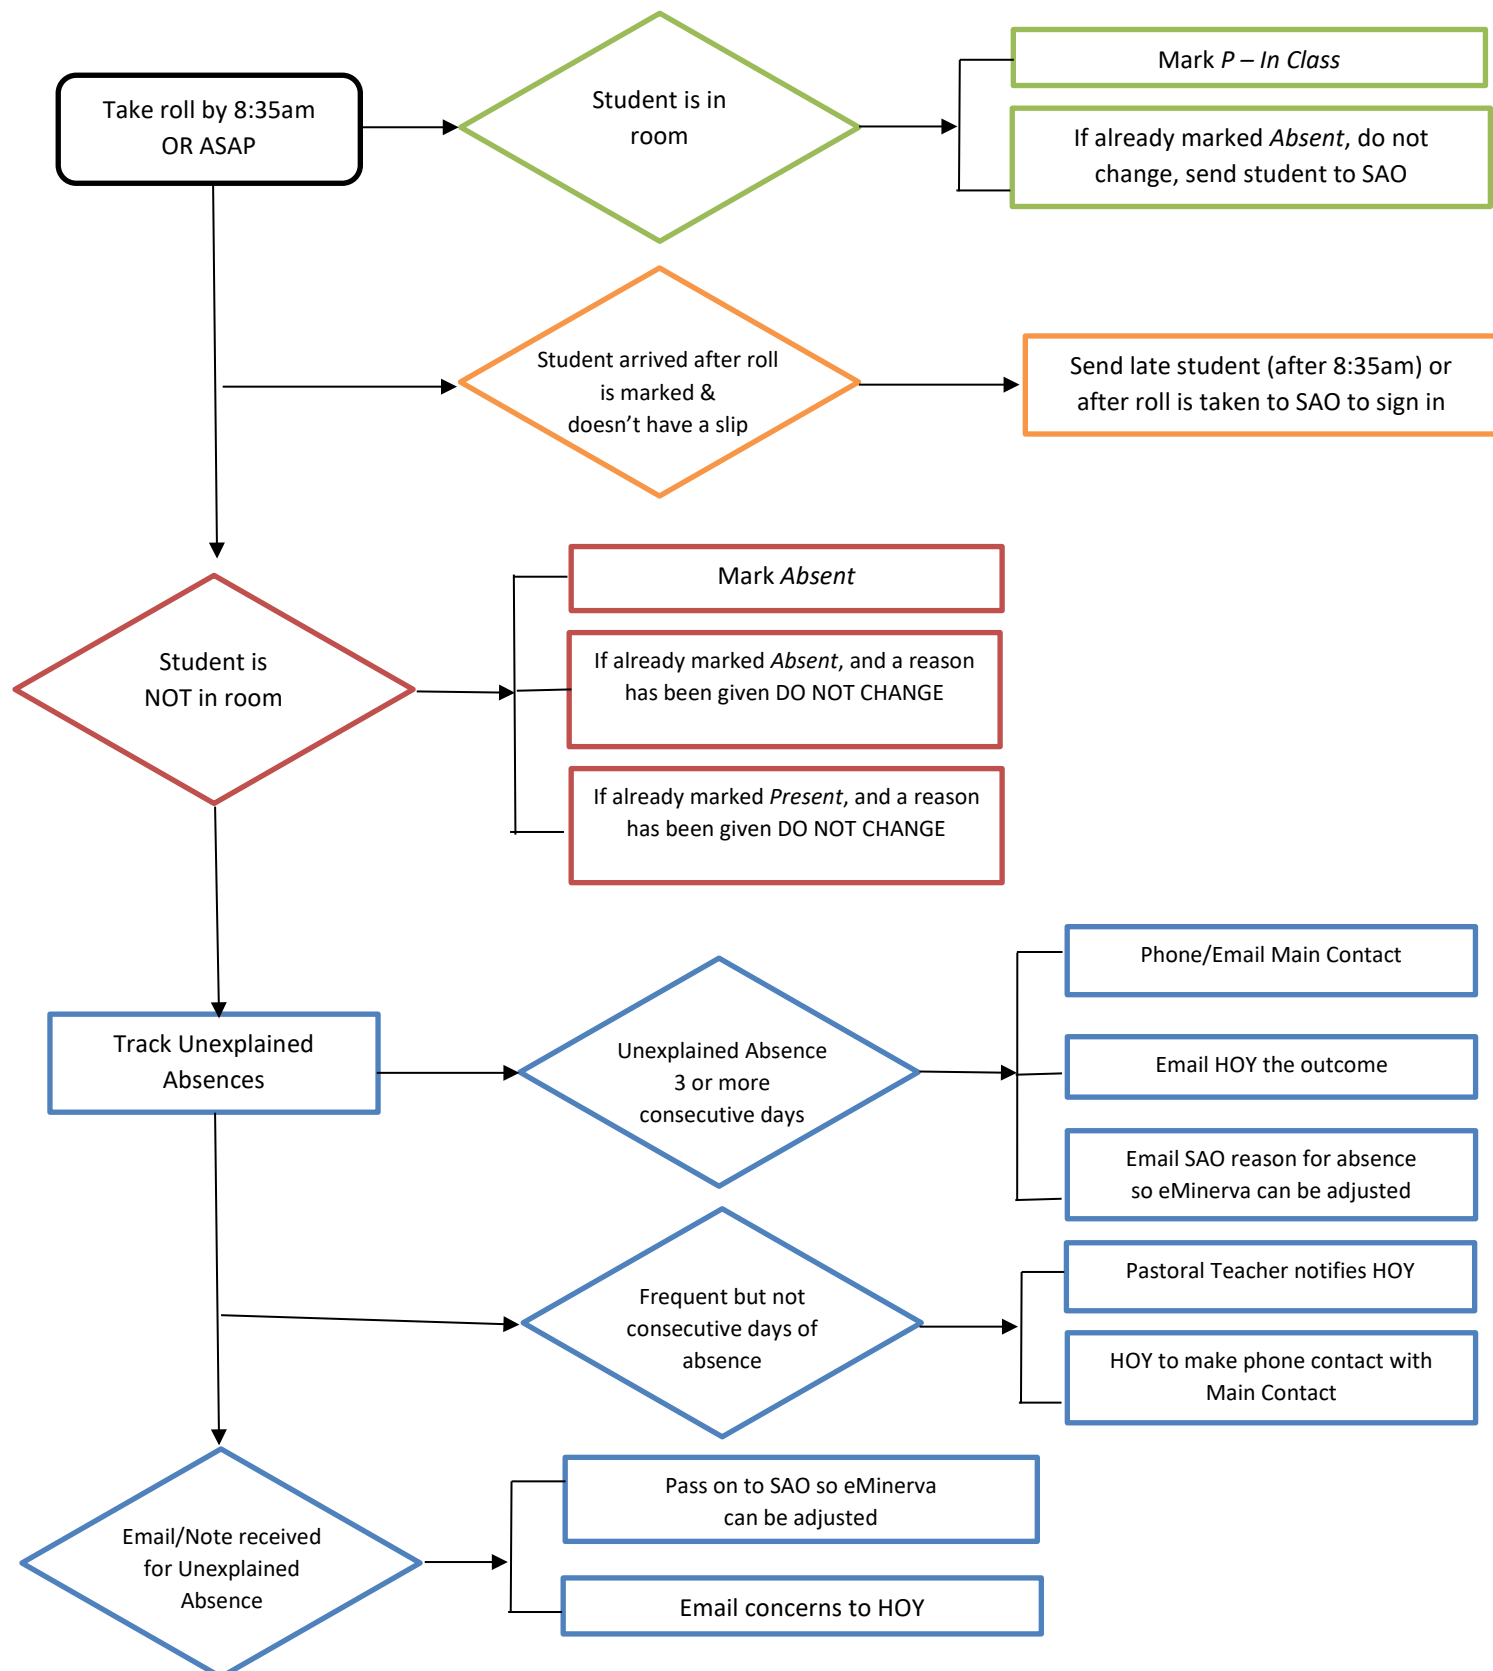 Take roll by 8:35am
OR ASAP
Student is in
room
Mark P – In Class
If already marked Absent, do not
change, send student to SAO
Student arrived after roll
is marked &
doesn’t have a slip
Send late student (after 8:35am) or
after roll is taken to SAO to sign in
Student is
NOT in room
Mark Absent
If already marked Absent, and a reason
has been given DO NOT CHANGE
If already marked Present, and a reason
has been given DO NOT CHANGE
Track Unexplained
Absences
Unexplained Absence
3 or more
consecutive days
Phone/Email Main Contact
Email HOY the outcome
Email SAO reason for absence
so eMinerva can be adjusted
Frequent but not
consecutive days of
absence
Pastoral Teacher notifies HOY
HOY to make phone contact with
Main Contact
Email/Note received
for Unexplained
Absence
Pass on to SAO so eMinerva
can be adjusted
Email concerns to HOY